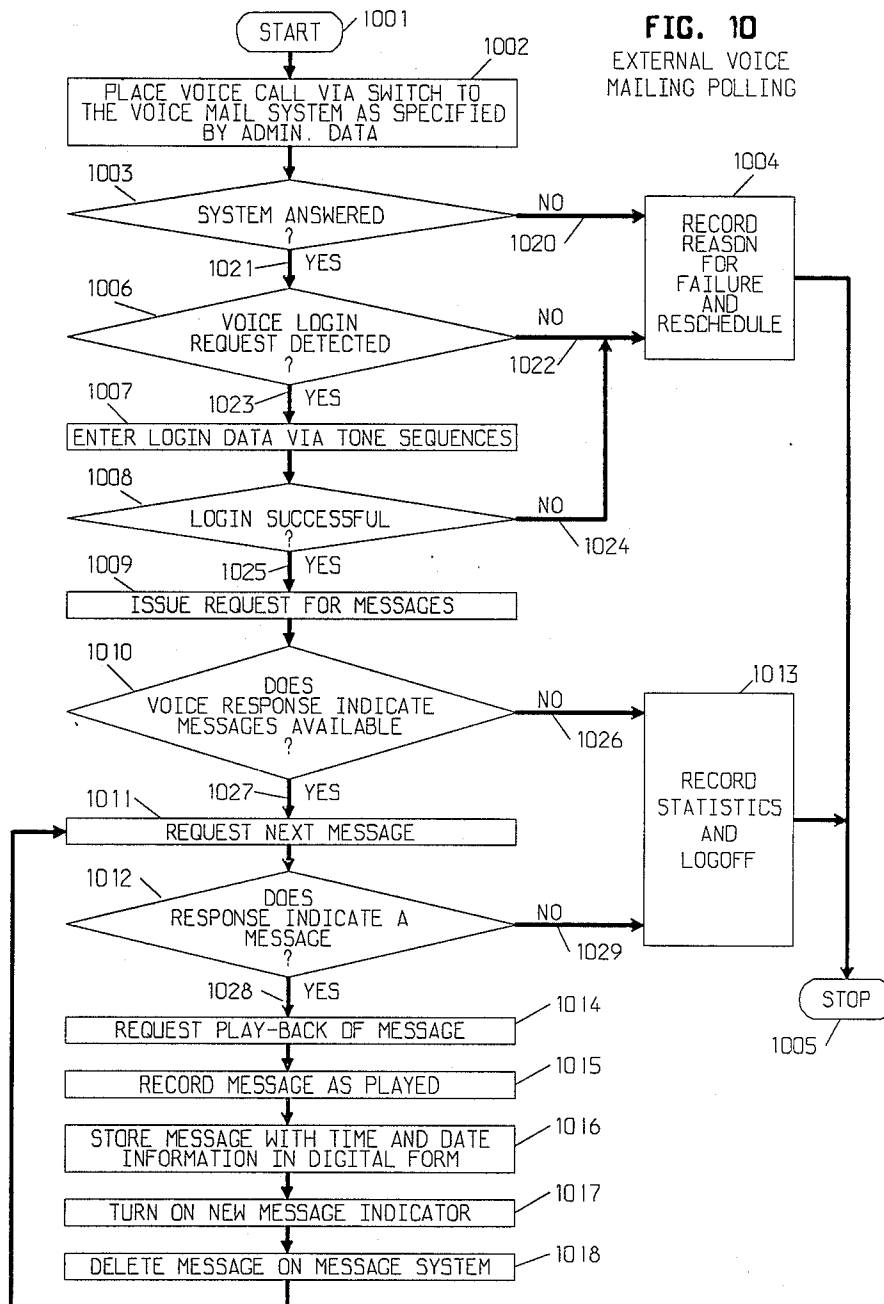 START
1001
FIG. 10
EXTERNAL VOICE
MAILING POLLING
1002
PLACE VOICE CALL VIA SWITCH TO
THE VOICE MAIL SYSTEM AS SPECIFIED
BY ADMIN. DATA
1003
SYSTEM ANSWERED
?
NO
1020
1004
RECORD
REASON
FOR
FAILURE
AND
RESCHEDULE
1021
YES
1006
VOICE LOGIN
REQUEST DETECTED
?
NO
1022
1023
YES
1007
ENTER LOGIN DATA VIA TONE SEQUENCES
1008
LOGIN SUCCESSFUL
?
NO
1024
1025
YES
1009
ISSUE REQUEST FOR MESSAGES
1010
DOES
VOICE RESPONSE INDICATE
MESSAGES AVAILABLE
?
NO
1026
1013
RECORD
STATISTICS
AND
LOGOFF
1027
YES
1011
REQUEST NEXT MESSAGE
1012
DOES
RESPONSE INDICATE A
MESSAGE
?
NO
1029
1028
YES
STOP
1005
REQUEST PLAY-BACK OF MESSAGE
1014
RECORD MESSAGE AS PLAYED
1015
STORE MESSAGE WITH TIME AND DATE
INFORMATION IN DIGITAL FORM
1016
TURN ON NEW MESSAGE INDICATOR
1017
DELETE MESSAGE ON MESSAGE SYSTEM
1018